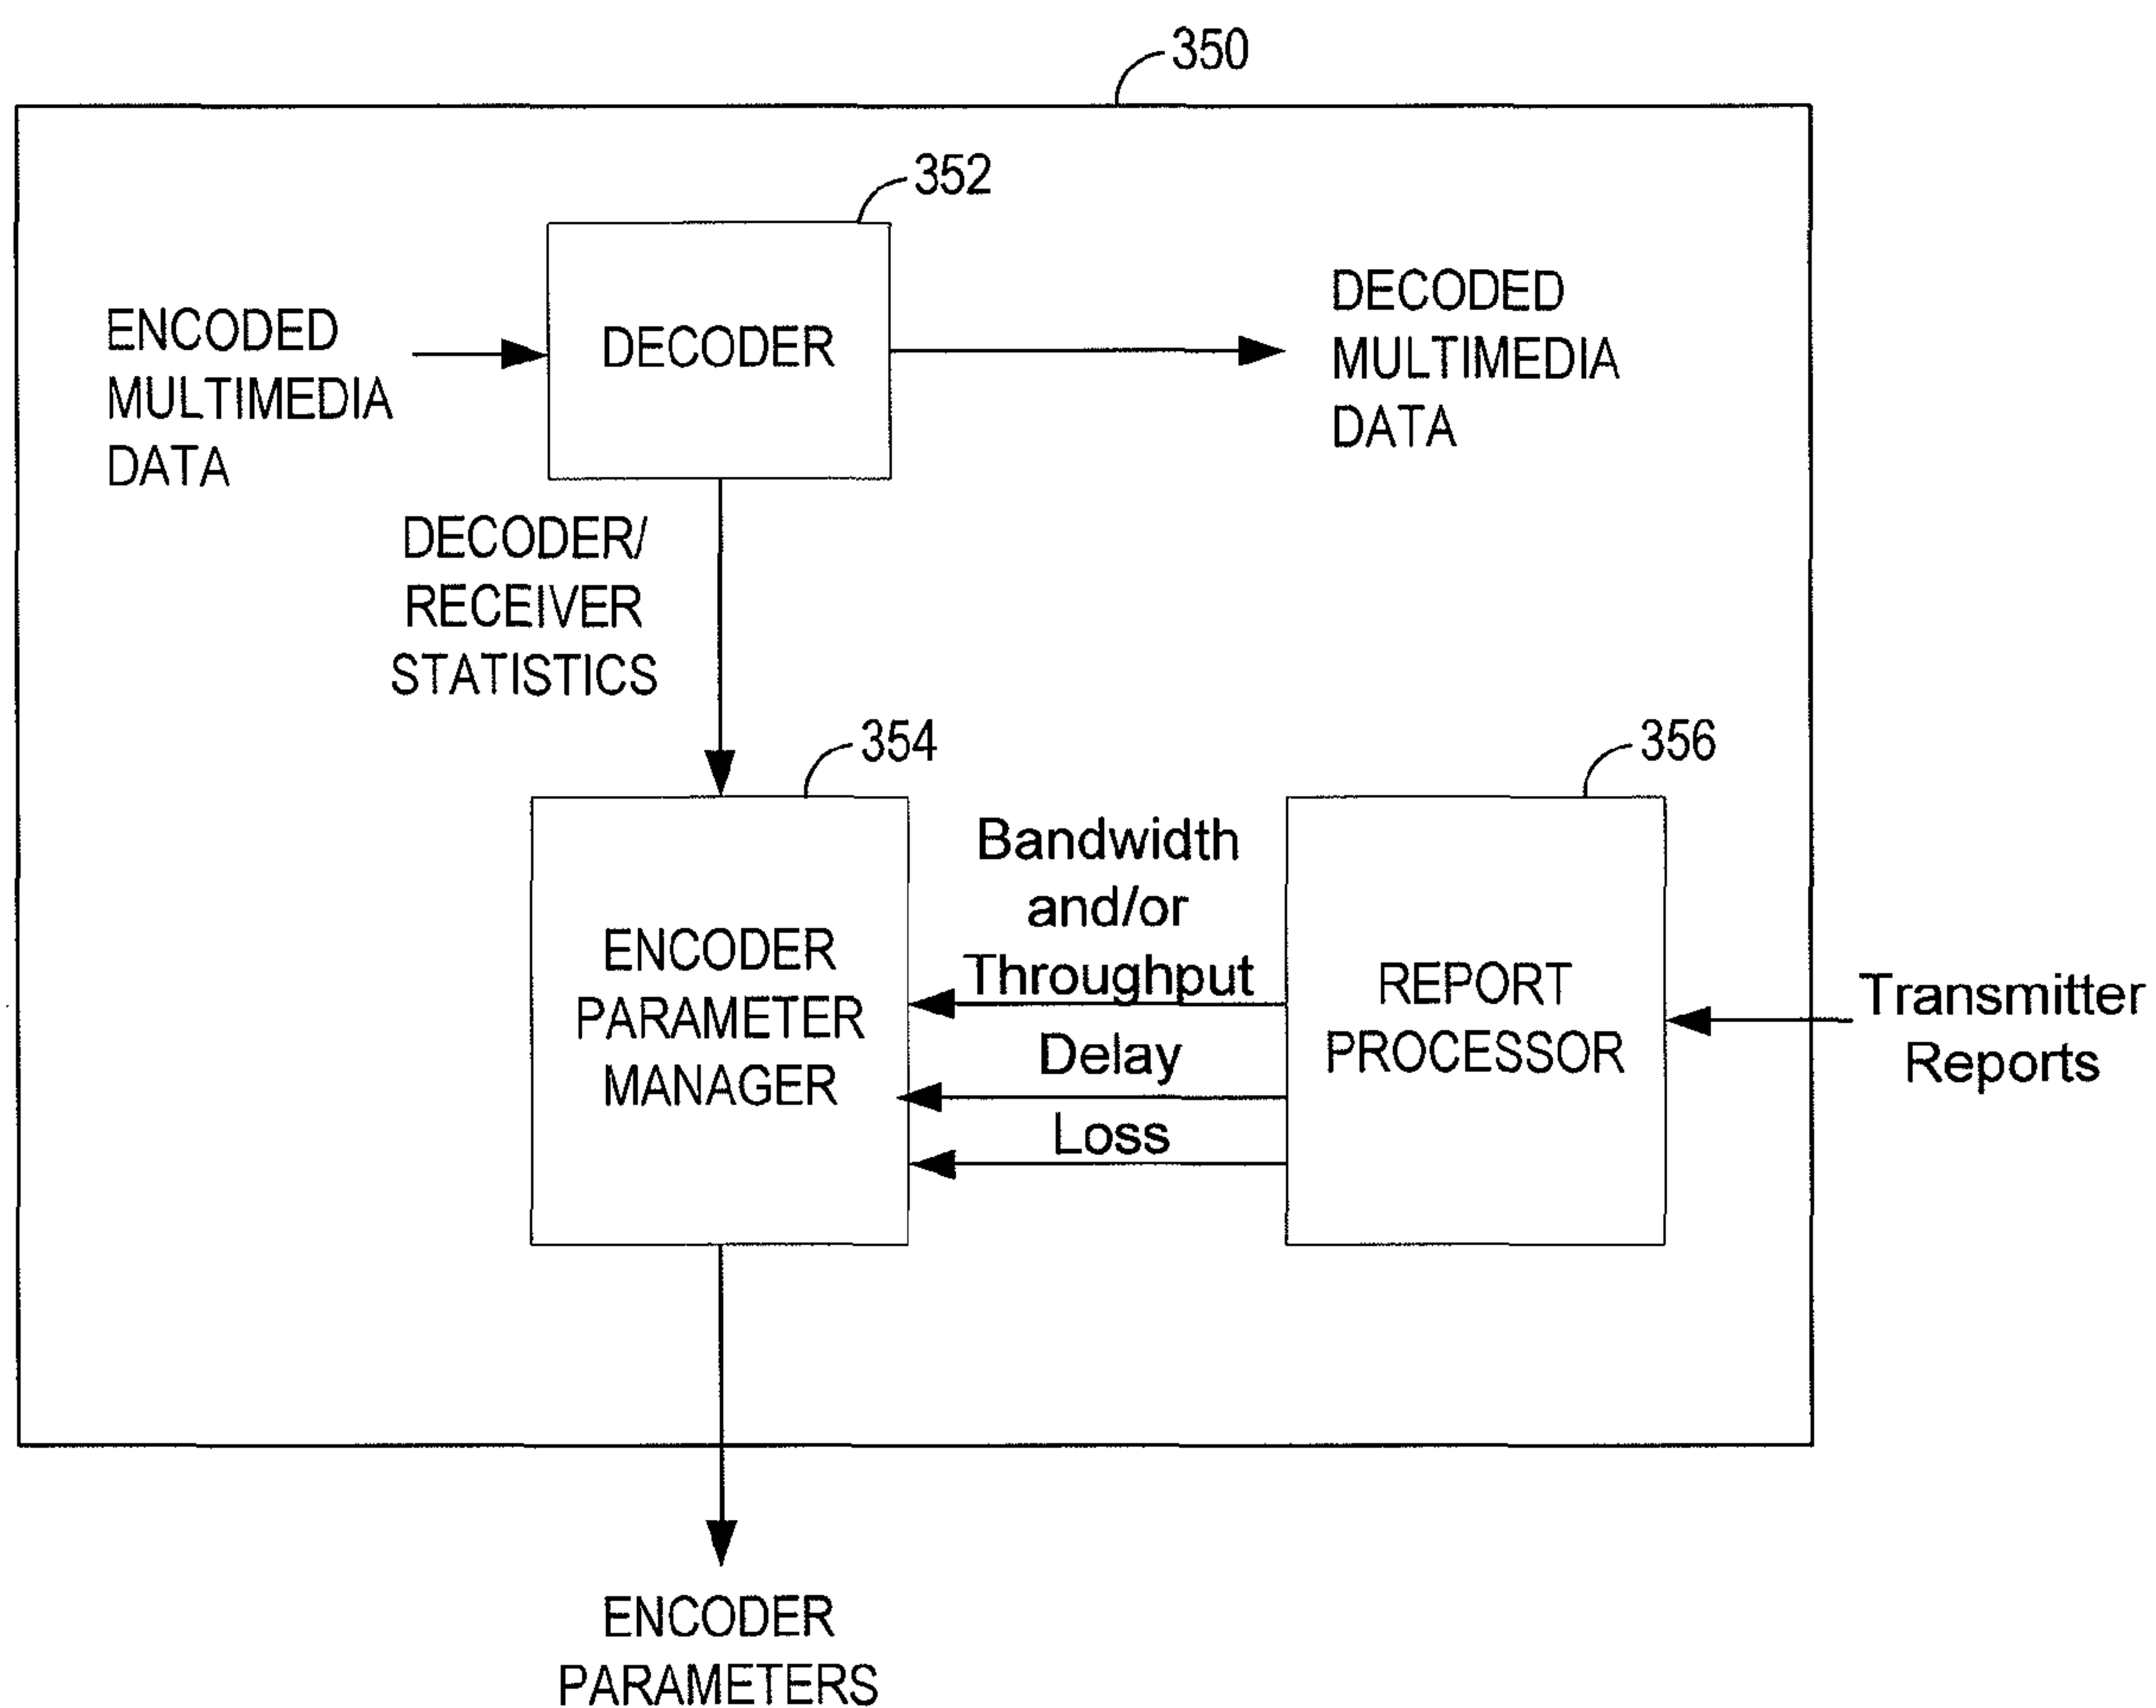 350
352
ENCODED
MULTIMEDIA
DATA
DECODER
DECODED
MULTIMEDIA
DATA
DECODER/
RECEIVER
STATISTICS
354
356
ENCODER
PARAMETER
MANAGER
Bandwidth
and/or
Throughput
Delay
Loss
REPORT
PROCESSOR
Transmitter
Reports
ENCODER
PARAMETERS